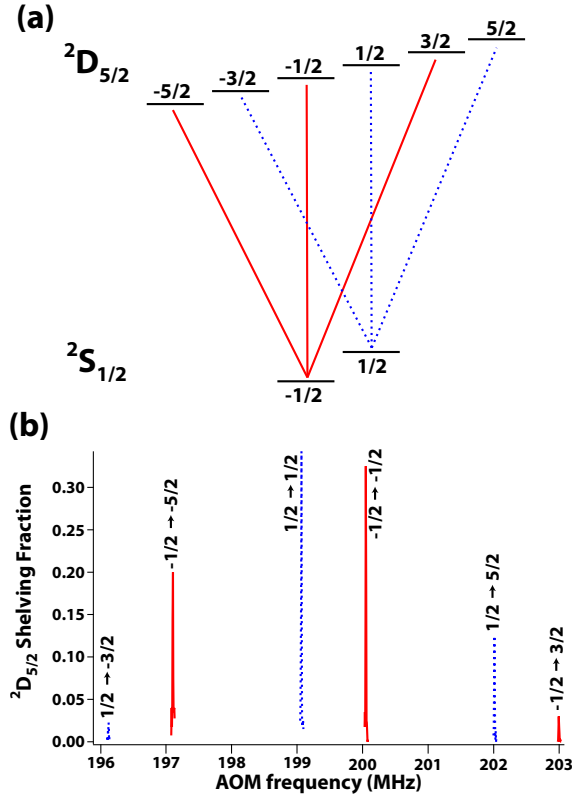 (a)
²D₅/₂
-5/2
-3/2
-1/2
1/2
3/2
5/2
²S₁/₂
-1/2
1/2
(b)
²D₅/₂ Shelving Fraction
0.30
0.25
0.20
0.15
0.10
0.05
0.00
1/2 → -3/2
-1/2 → -5/2
1/2 → 1/2
-1/2 → -1/2
1/2 → 5/2
-1/2 → 3/2
196 197 198 199 200 201 202 203
AOM frequency (MHz)